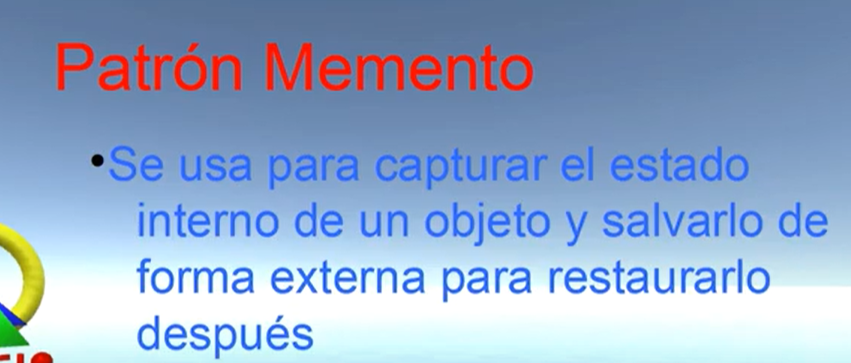 Patrón Memento
•Se usa para capturar el estado
interno de un objeto y salvarlo de
forma externa para restaurarlo
después